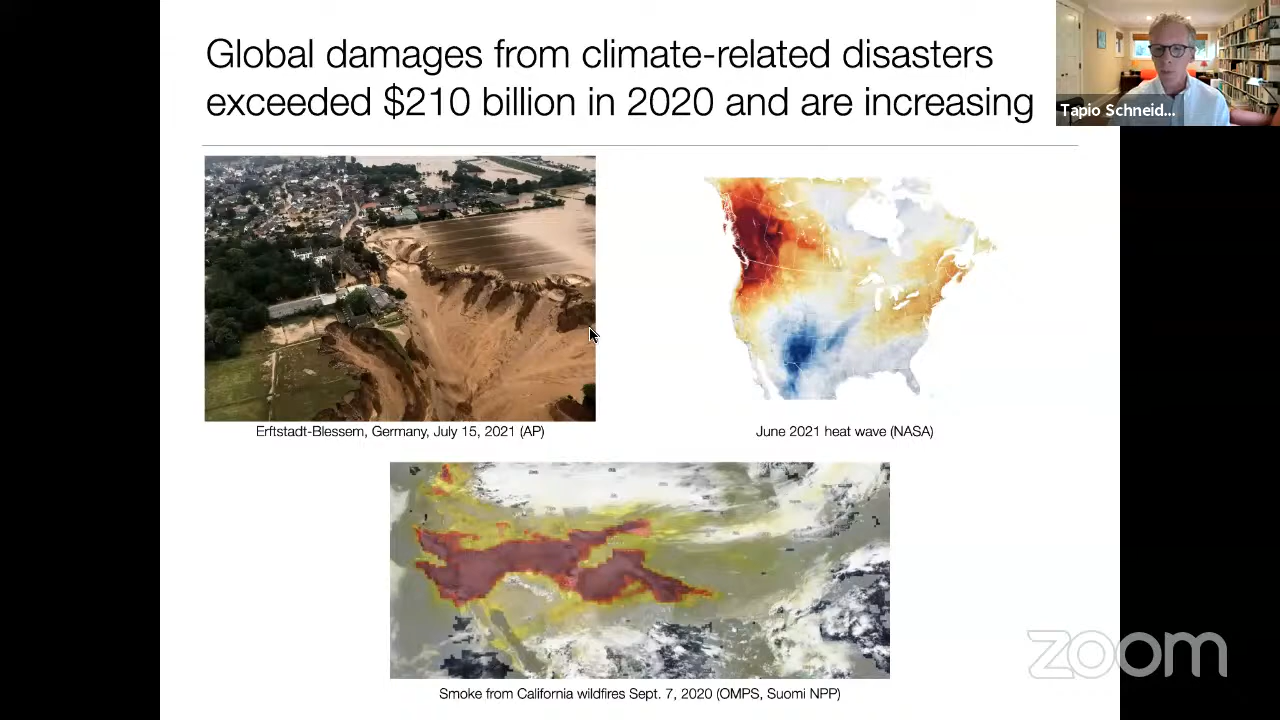 Global damages from climate-related disasters
exceeded $210 billion in 2020 and are increasing
Tapio Schneid...
Erftstadt-Blessem, Germany, July 15, 2021 (AP)
June 2021 heat wave (NASA)
Smoke from California wildfires Sept. 7, 2020 (OMPS, Suomi NPP)
zoom